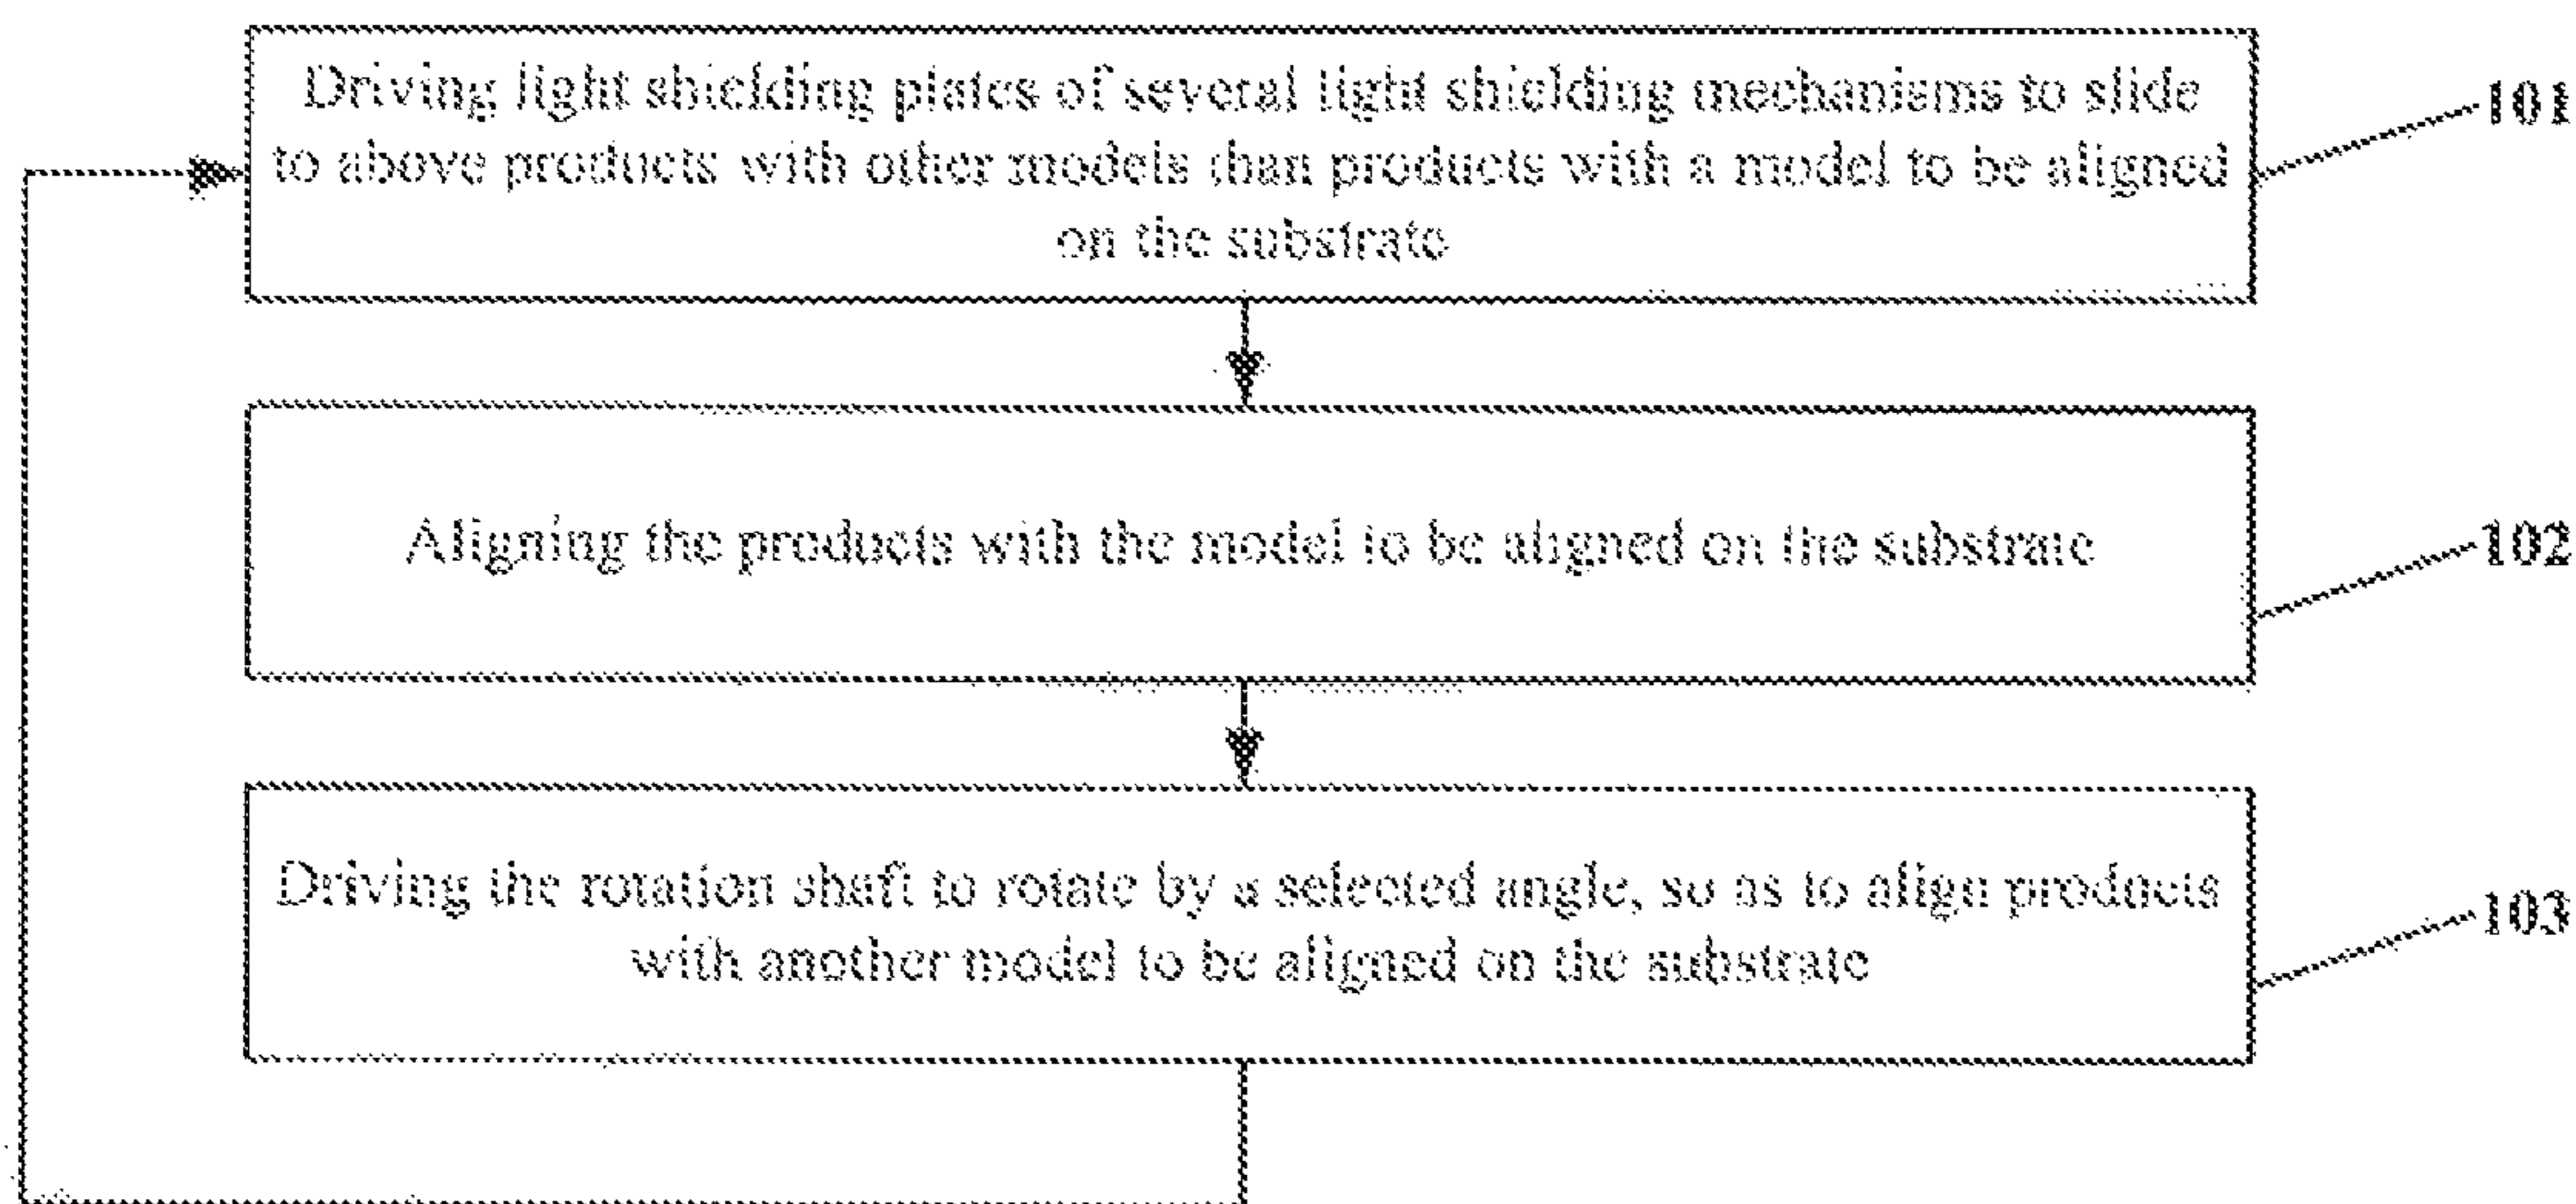 Driving light shielding plates of several light shielding mechanisms to slide
to above products with other models than products with a model to be aligned
on the substrate
101
Aligning the products with the model to be aligned on the substrate
102
Driving the rotation shaft to rotate by a selected angle, so as to align products
with another model to be aligned on the substrate
103